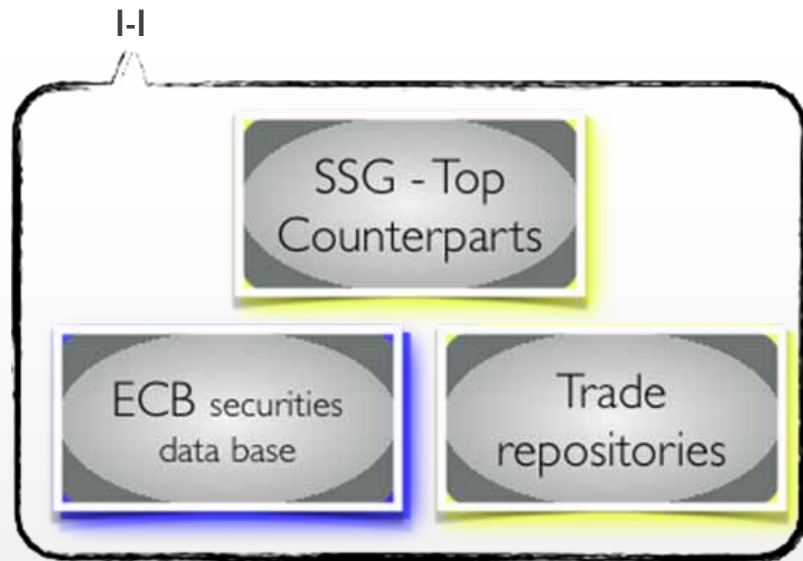 I-I
SSG - Top
Counterparts
ECB securities
data base
Trade
repositories